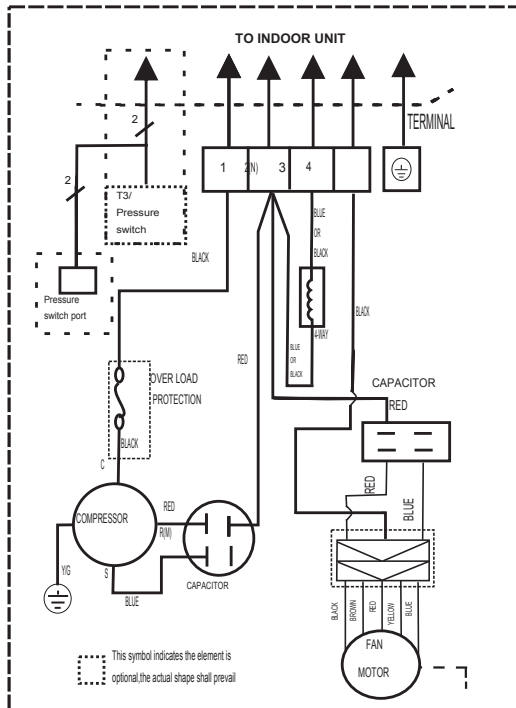 TO INDOOR UNIT
TERMINAL
2
1 2(N) 3 4
2
T3/
Pressure
switch
BLUE
OR
BLACK
BLACK
Pressure
switch port
4-WAY
BLACK
RED
BLUE
OR
BLACK
OVER LOAD
PROTECTION
CAPACITOR
RED
BLACK
C
RED
BLUE
COMPRESSOR
RED
R(M)
CAPACITOR
Y/G
S
BLUE
BLACK
BROWN
RED
YELLOW
BLUE
FAN
MOTOR
This symbol indicates the element is
optional,the actual shape shall prevail